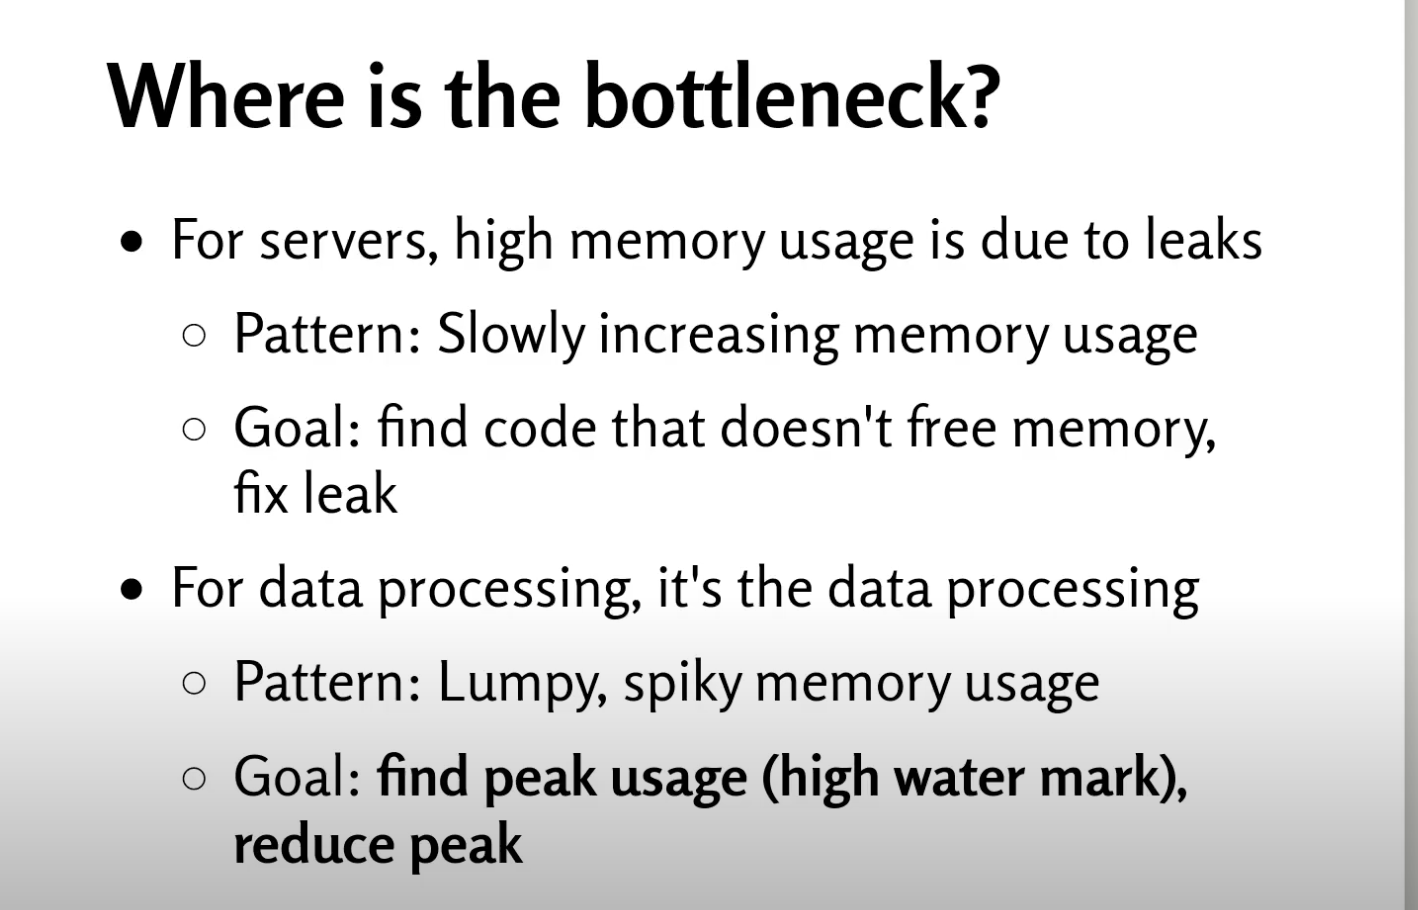 Where is the bottleneck?
• For servers, high memory usage is due to leaks
○ Pattern: Slowly increasing memory usage
○ Goal: find code that doesn't free memory,
fix leak
• For data processing, it's the data processing
○ Pattern: Lumpy, spiky memory usage
○ Goal: find peak usage (high water mark),
reduce peak